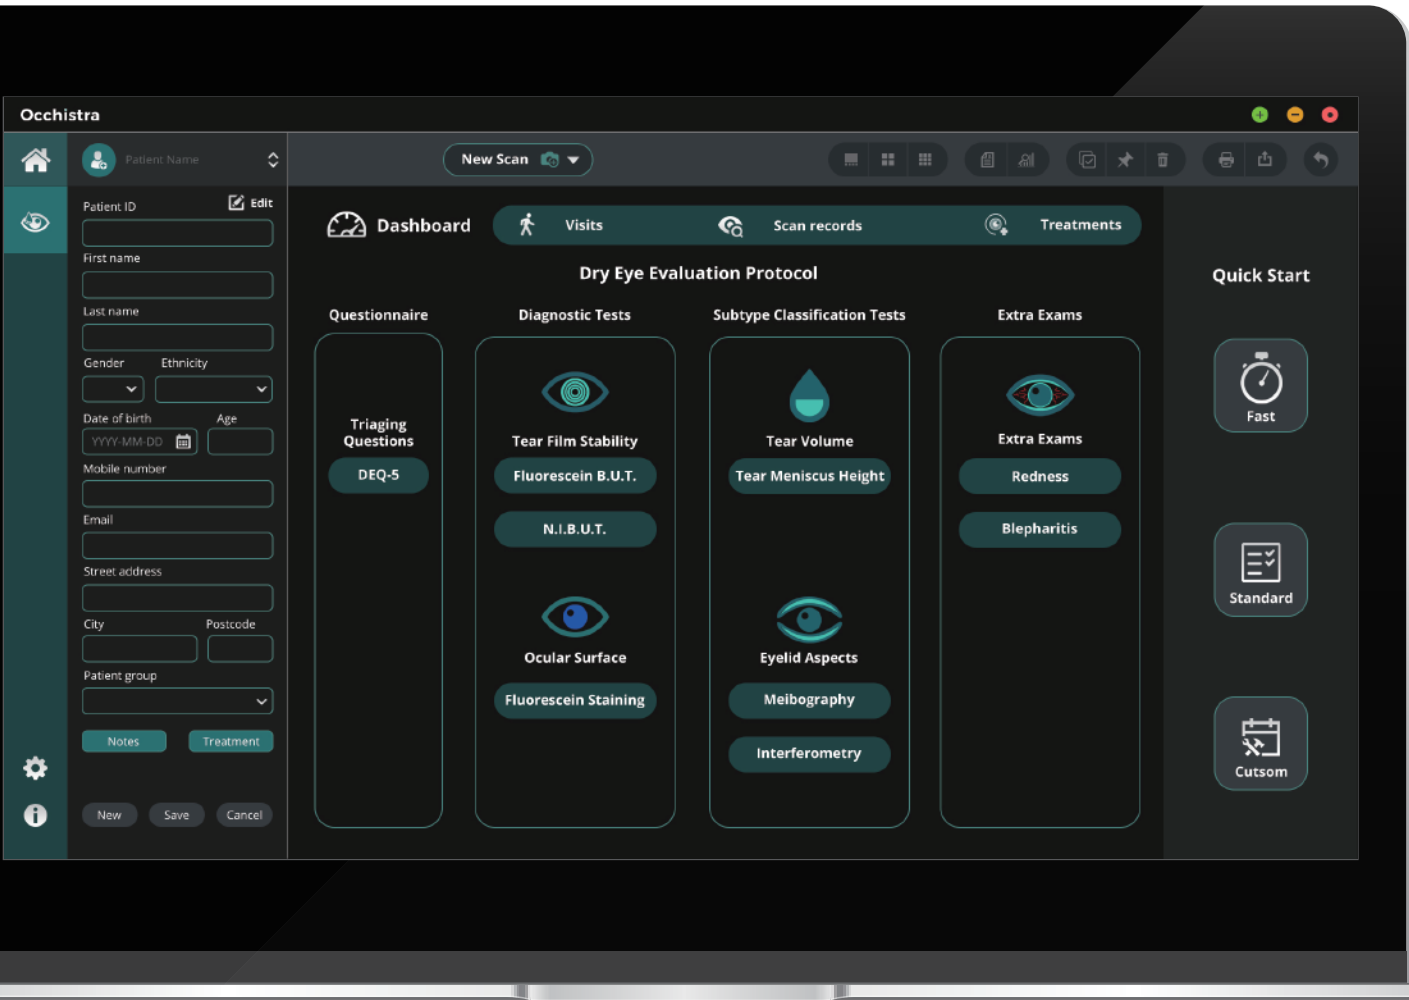 Occhistra
Patient Name
New Scan
Patient ID
Edit
First name
Last name
Gender Ethnicity
Date of birth Age
YYYY-MM-DD
Mobile number
Email
Street address
City Postcode
Patient group
Notes Treatment
New Save Cancel
Dashboard Visits Scan records Treatments
Dry Eye Evaluation Protocol
Questionnaire
Triaging
Questions
DEQ-5
Diagnostic Tests
Tear Film Stability
Fluorescein B.U.T.
N.I.B.U.T.
Ocular Surface
Fluorescein Staining
Subtype Classification Tests
Tear Volume
Tear Meniscus Height
Eyelid Aspects
Meibography
Interferometry
Extra Exams
Extra Exams
Redness
Blepharitis
Quick Start
Fast
Standard
Cutsom